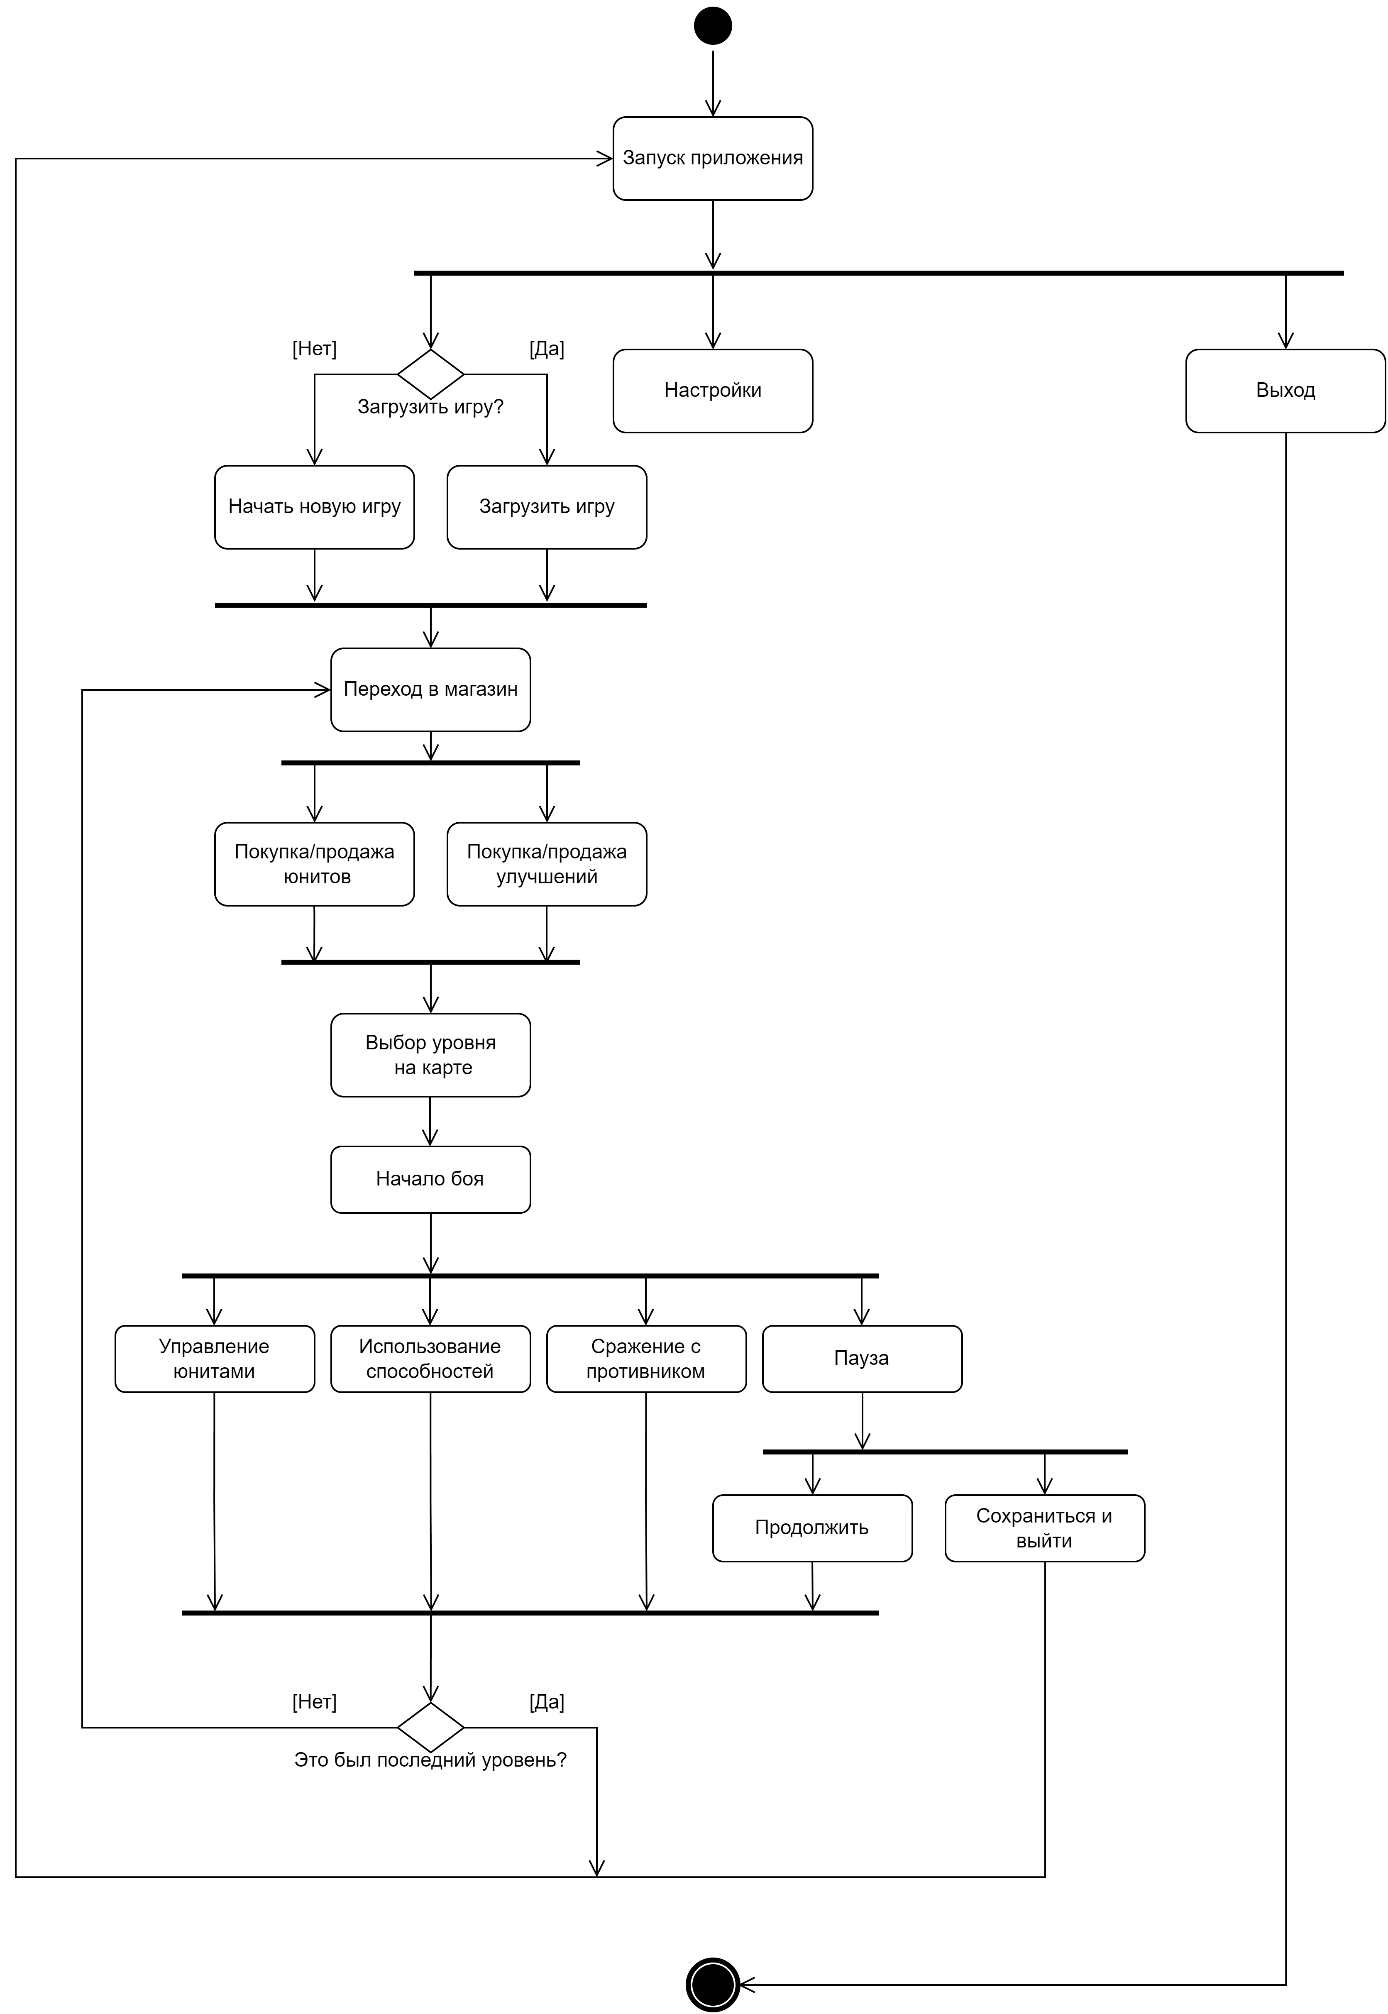 Запуск приложения
[Нет]
[Да]
Загрузить игру?
Настройки
Выход
Начать новую игру
Загрузить игру
Переход в магазин
Покупка/продажа
юнитов
Покупка/продажа
улучшений
Выбор уровня
на карте
Начало боя
Управление
юнитами
Использование
способностей
Сражение с
противником
Пауза
Продолжить
Сохраниться и
выйти
[Нет]
[Да]
Это был последний уровень?